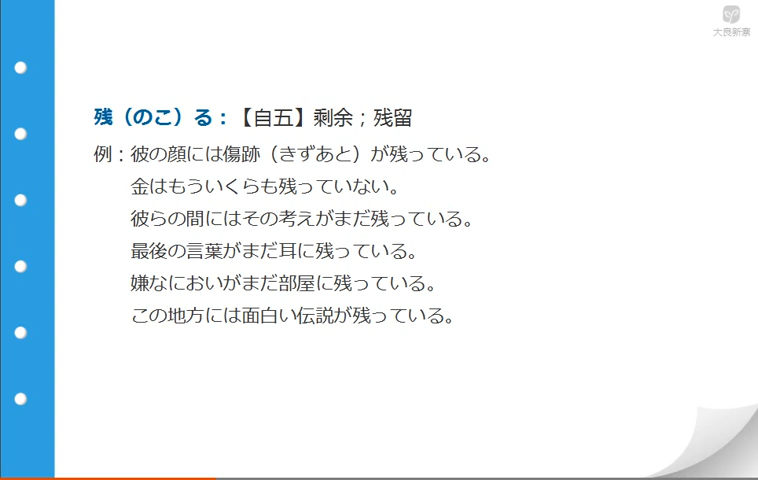 大良新寨
残（のこ）る：【自五】剩余；残留
例：彼の顔には傷跡（きずあと）が残っている。
金はもういくらも残っていない。
彼らの間にはその考えがまだ残っている。
最後の言葉がまだ耳に残っている。
嫌なにおいがまだ部屋に残っている。
この地方には面白い伝説が残っている。